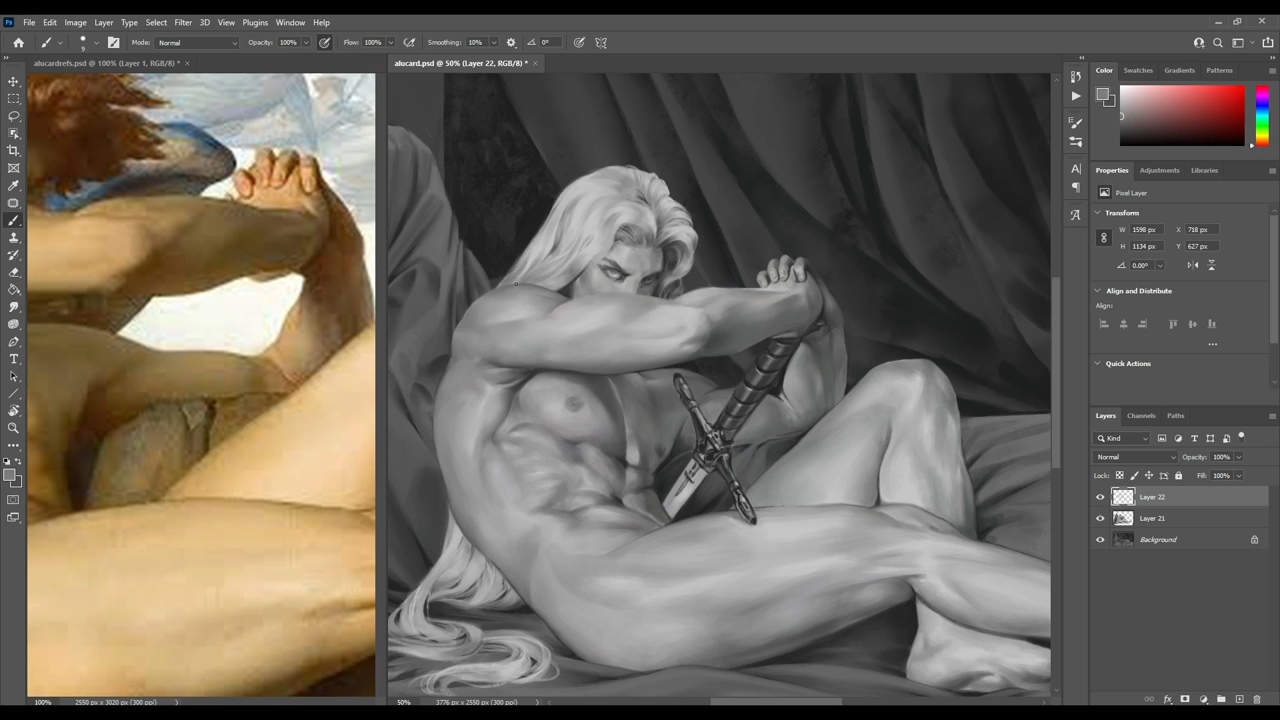 Ps File Edit Image Layer Type Select Filter 3D View Plugins Window Help
Mode: Normal Opacity: 100% Flow: 100% Smoothing: 10% 0°
alucardrefs.psd @ 100% (Layer 1, RGB/8) *
alucard.psd @ 50% (Layer 22, RGB/8) *
Color Swatches Gradients Patterns
Properties Adjustments Libraries
Pixel Layer
Transform
W 1598 px X 718 px
H 1134 px Y 627 px
0.00°
Align and Distribute
Align:
Quick Actions
Layers Channels Paths
Kind
Normal Opacity: 100%
Lock: Fill: 100%
Layer 22
Layer 21
Background
100% 2550 px x 3020 px (300 ppi)
50% 3776 px x 2550 px (300 ppi)